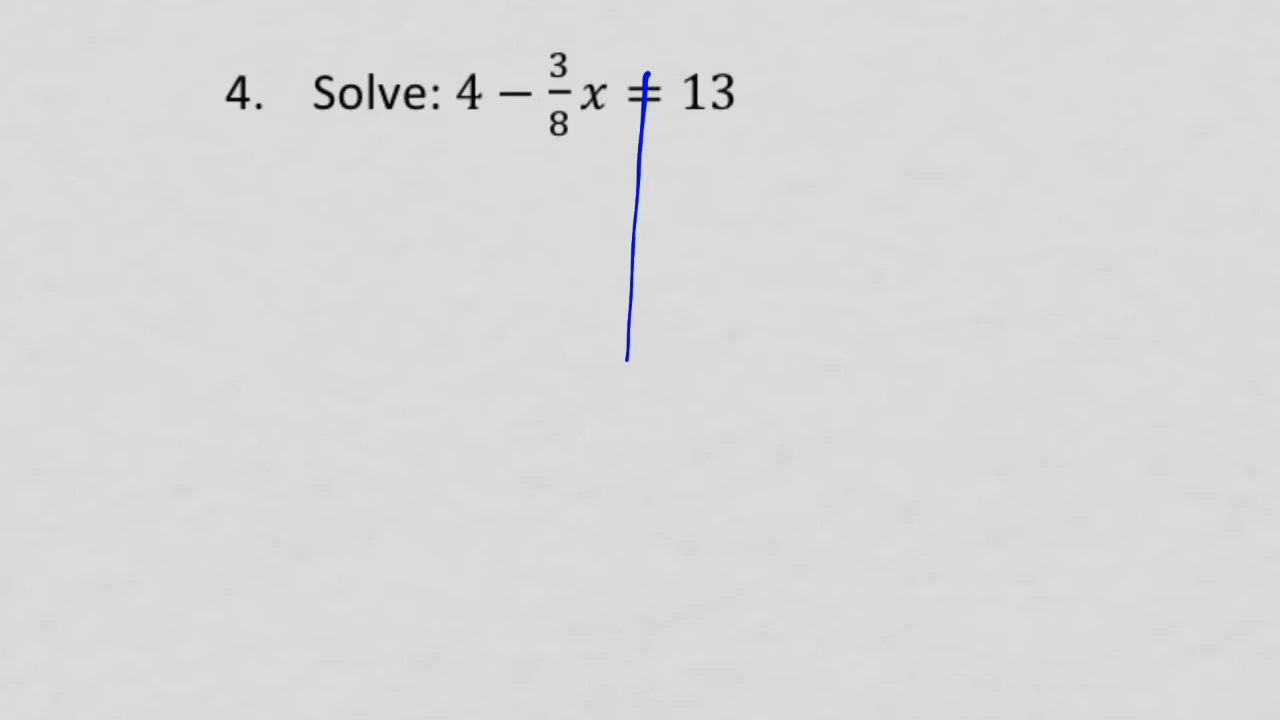 4. Solve: 4 − 3/8 x = 13